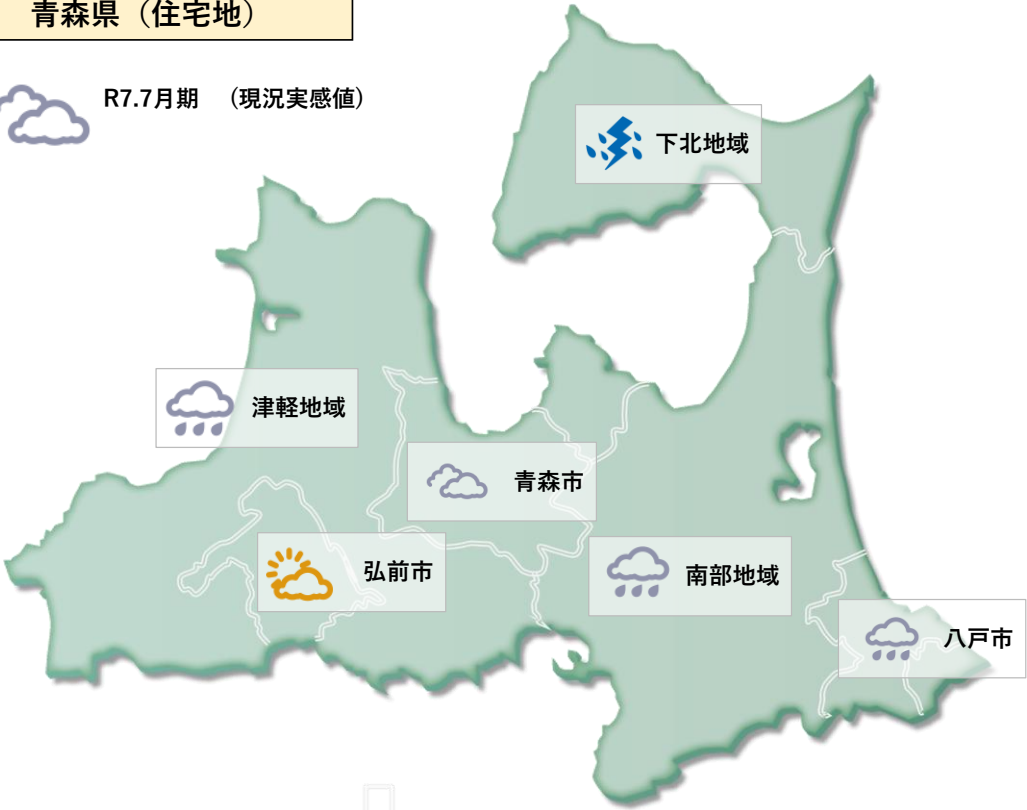 青森県（住宅地）
R7.7月期　(現況実感値)
下北地域
津軽地域
青森市
弘前市
南部地域
八戸市